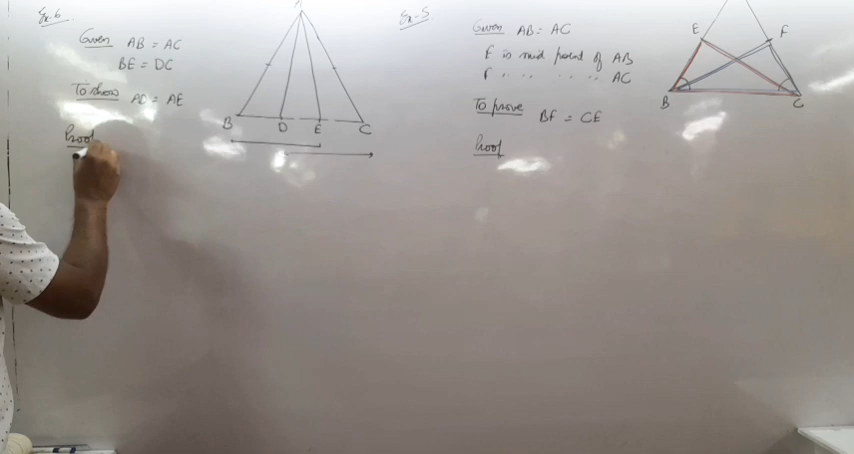 Ex-6
Given AB = AC
BE = DC
To show AD = AE
Proof
A
B D E C
Ex-5
Given AB = AC
E is mid point of AB
F " " " " AC
To prove BF = CE
Proof
E F
B C